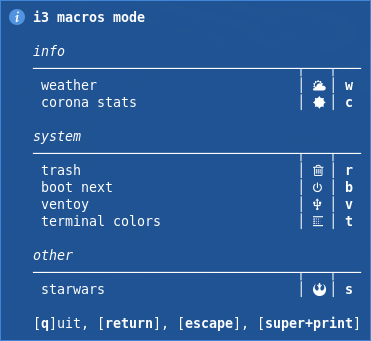 i3 macros mode
info
weather w
corona stats c
system
trash r
boot next b
ventoy v
terminal colors t
other
starwars s
[q]uit, [return], [escape], [super+print]